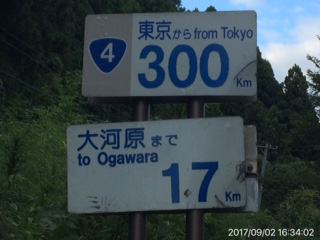 東京から from Tokyo
4
300 Km
大河原まで
to Ogawara
17 Km
2017/09/02 16:34:02